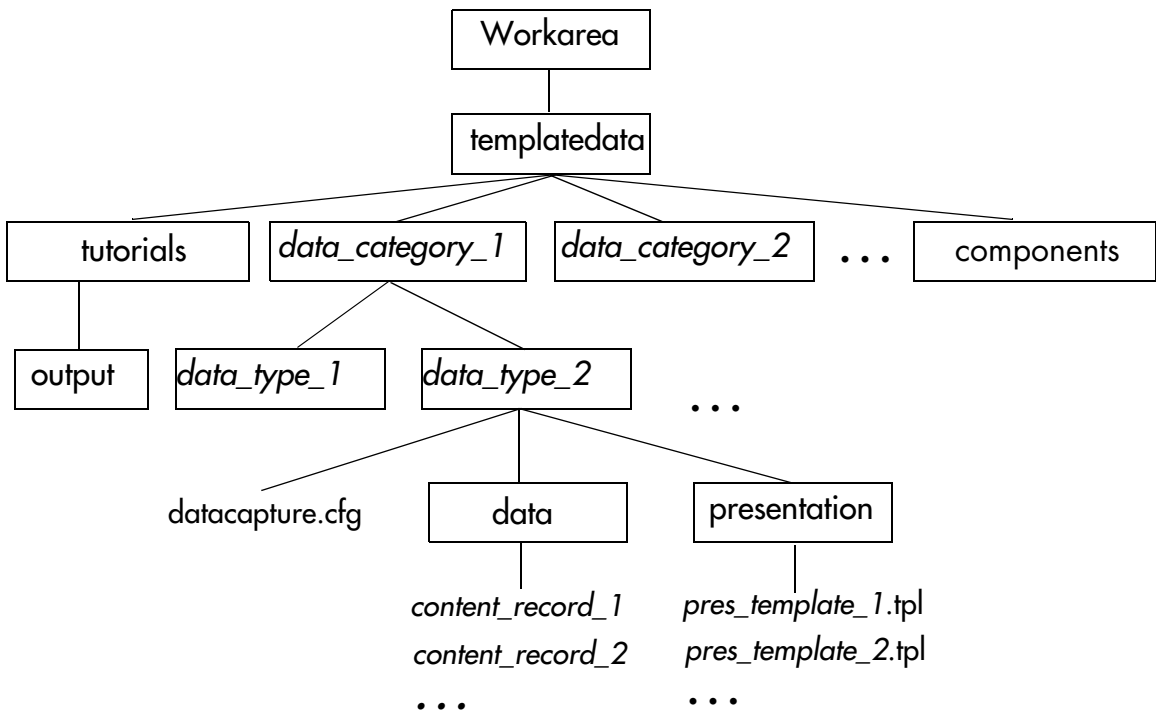 Workarea
templatedata
tutorials data_category_1 data_category_2 ... components
output data_type_1 data_type_2 ...
datacapture.cfg data presentation
content_record_1 pres_template_1.tpl
content_record_2 pres_template_2.tpl
... ...